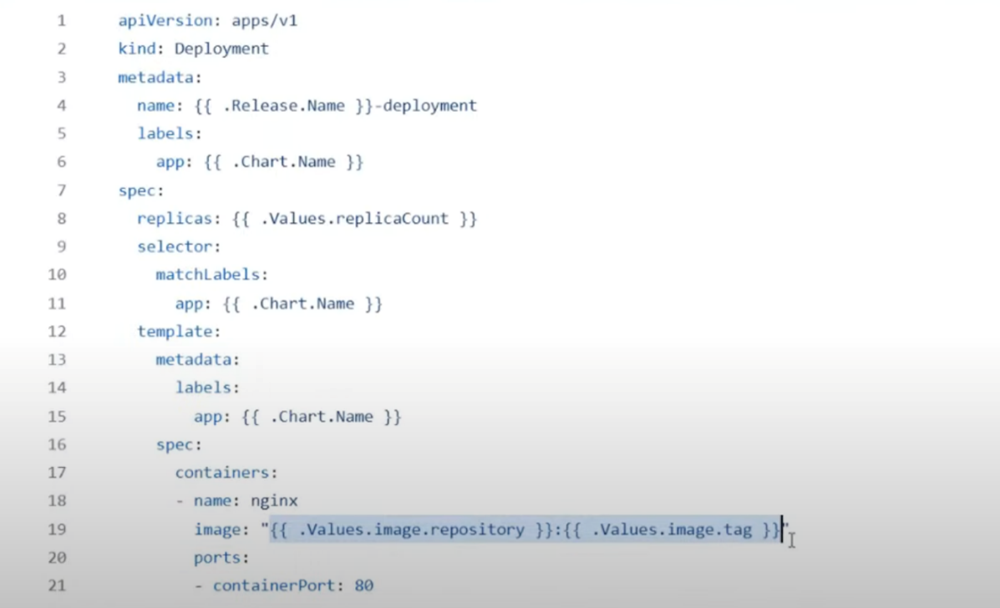 1 apiVersion: apps/v1
2 kind: Deployment
3 metadata:
4   name: {{ .Release.Name }}-deployment
5   labels:
6     app: {{ .Chart.Name }}
7 spec:
8   replicas: {{ .Values.replicaCount }}
9   selector:
10     matchLabels:
11       app: {{ .Chart.Name }}
12   template:
13     metadata:
14       labels:
15         app: {{ .Chart.Name }}
16     spec:
17       containers:
18       - name: nginx
19         image: "{{ .Values.image.repository }}:{{ .Values.image.tag }}"
20         ports:
21         - containerPort: 80